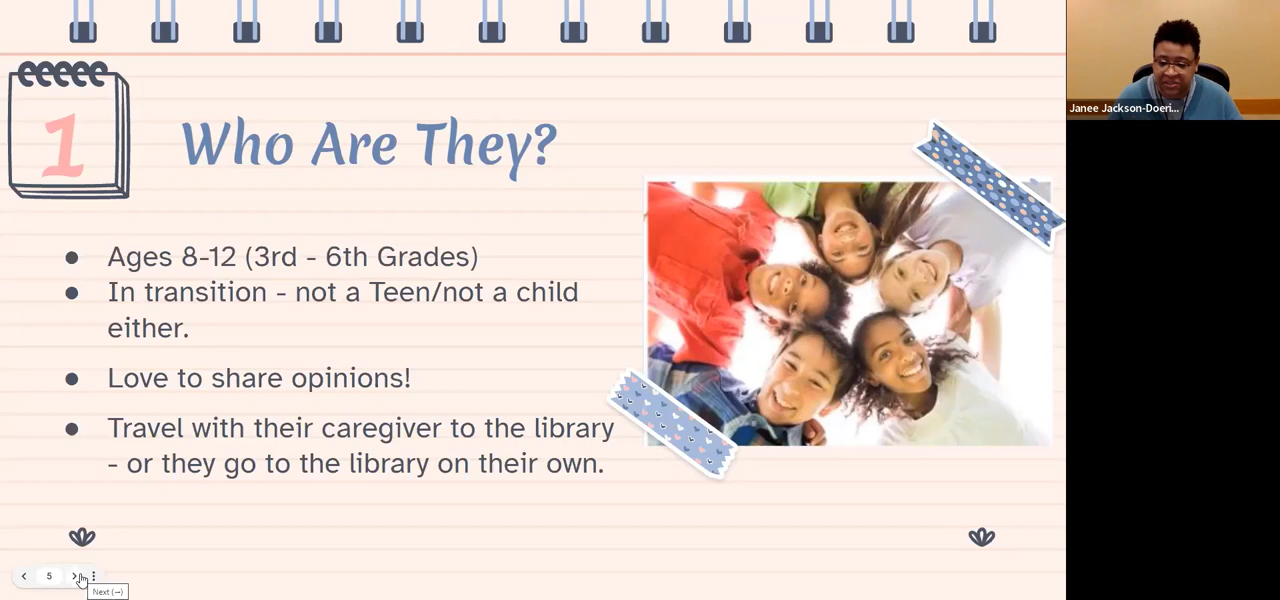 1
Who Are They?
● Ages 8-12 (3rd - 6th Grades)
● In transition - not a Teen/not a child
either.
● Love to share opinions!
● Travel with their caregiver to the library
- or they go to the library on their own.
5
Next (→)
Janee Jackson-Doeri...